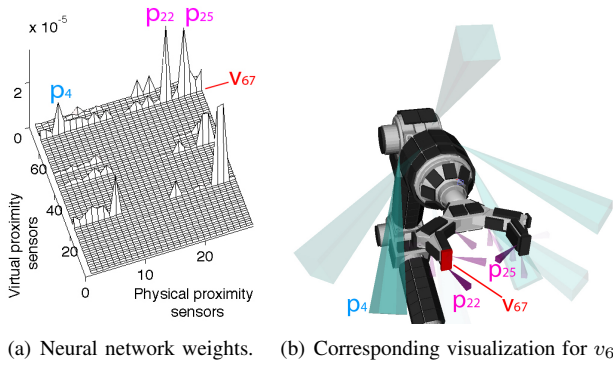 x 10⁻⁵
p₂₂ p₂₅
2
p₄
v₆₇
0
60
40
20
0
0
10
20
Virtual proximity
sensors
Physical proximity
sensors
p₄
p₂₂
p₂₅
v₆₇
(a) Neural network weights.
(b) Corresponding visualization for v₆